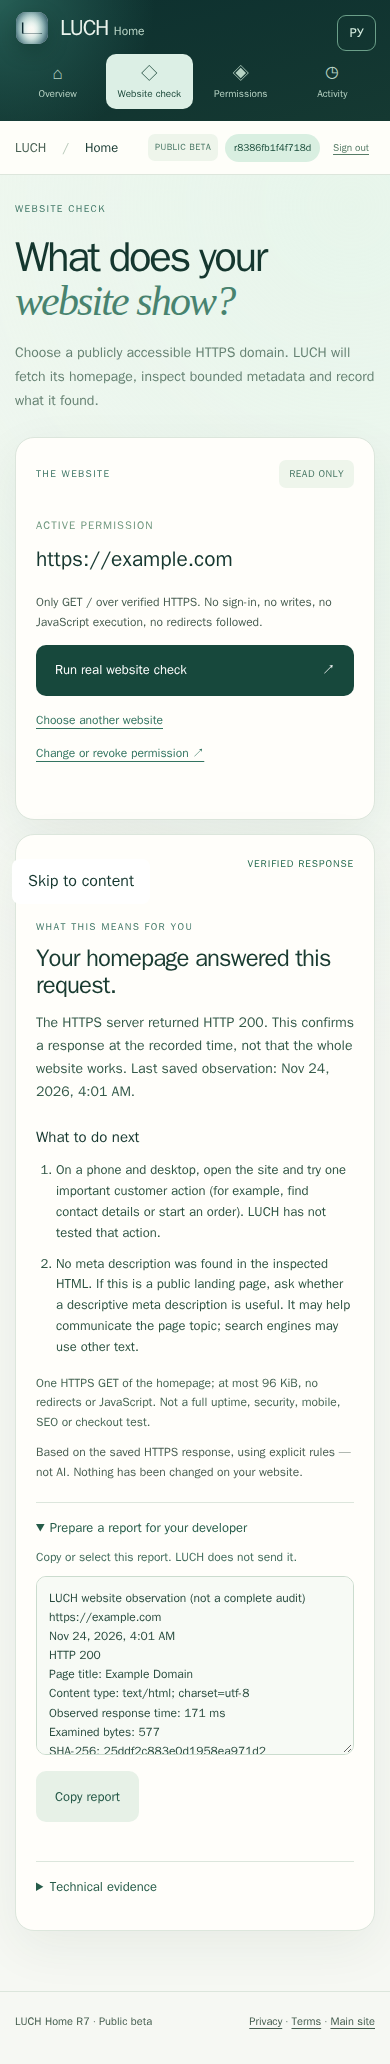 LUCH Home
РУ
Overview
Website check
Permissions
Activity
LUCH / Home
PUBLIC BETA
r8386fb1f4f718d
Sign out
WEBSITE CHECK
What does your
website show?
Choose a publicly accessible HTTPS domain. LUCH will
fetch its homepage, inspect bounded metadata and record
what it found.
THE WEBSITE
READ ONLY
ACTIVE PERMISSION
https://example.com
Only GET / over verified HTTPS. No sign-in, no writes, no
JavaScript execution, no redirects followed.
Run real website check ↗
Choose another website
Change or revoke permission ↗
VERIFIED RESPONSE
Skip to content
WHAT THIS MEANS FOR YOU
Your homepage answered this
request.
The HTTPS server returned HTTP 200. This confirms
a response at the recorded time, not that the whole
website works. Last saved observation: Nov 24,
2026, 4:01 AM.
What to do next
1. On a phone and desktop, open the site and try one
important customer action (for example, find
contact details or start an order). LUCH has not
tested that action.
2. No meta description was found in the inspected
HTML. If this is a public landing page, ask whether
a descriptive meta description is useful. It may help
communicate the page topic; search engines may
use other text.
One HTTPS GET of the homepage; at most 96 KiB, no
redirects or JavaScript. Not a full uptime, security, mobile,
SEO or checkout test.
Based on the saved HTTPS response, using explicit rules —
not AI. Nothing has been changed on your website.
▼ Prepare a report for your developer
Copy or select this report. LUCH does not send it.
LUCH website observation (not a complete audit)
https://example.com
Nov 24, 2026, 4:01 AM
HTTP 200
Page title: Example Domain
Content type: text/html; charset=utf-8
Observed response time: 171 ms
Examined bytes: 577
SHA-256: 25ddf2c883e0d1958ea971d2
Copy report
▶ Technical evidence
LUCH Home R7 · Public beta
Privacy · Terms · Main site